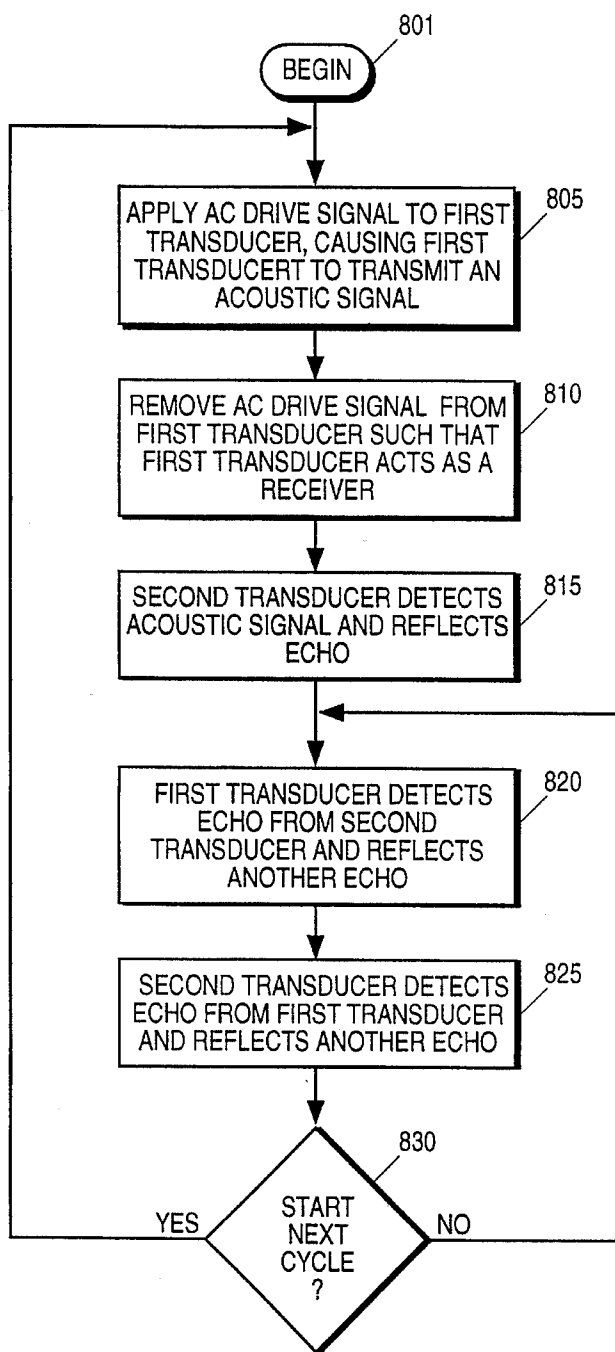 801
BEGIN
805
APPLY AC DRIVE SIGNAL TO FIRST
TRANSDUCER, CAUSING FIRST
TRANSDUCERT TO TRANSMIT AN
ACOUSTIC SIGNAL
810
REMOVE AC DRIVE SIGNAL FROM
FIRST TRANSDUCER SUCH THAT
FIRST TRANSDUCER ACTS AS A
RECEIVER
815
SECOND TRANSDUCER DETECTS
ACOUSTIC SIGNAL AND REFLECTS
ECHO
820
FIRST TRANSDUCER DETECTS
ECHO FROM SECOND
TRANSDUCER AND REFLECTS
ANOTHER ECHO
825
SECOND TRANSDUCER DETECTS
ECHO FROM FIRST TRANSDUCER
AND REFLECTS ANOTHER ECHO
830
YES
START
NEXT
CYCLE
?
NO